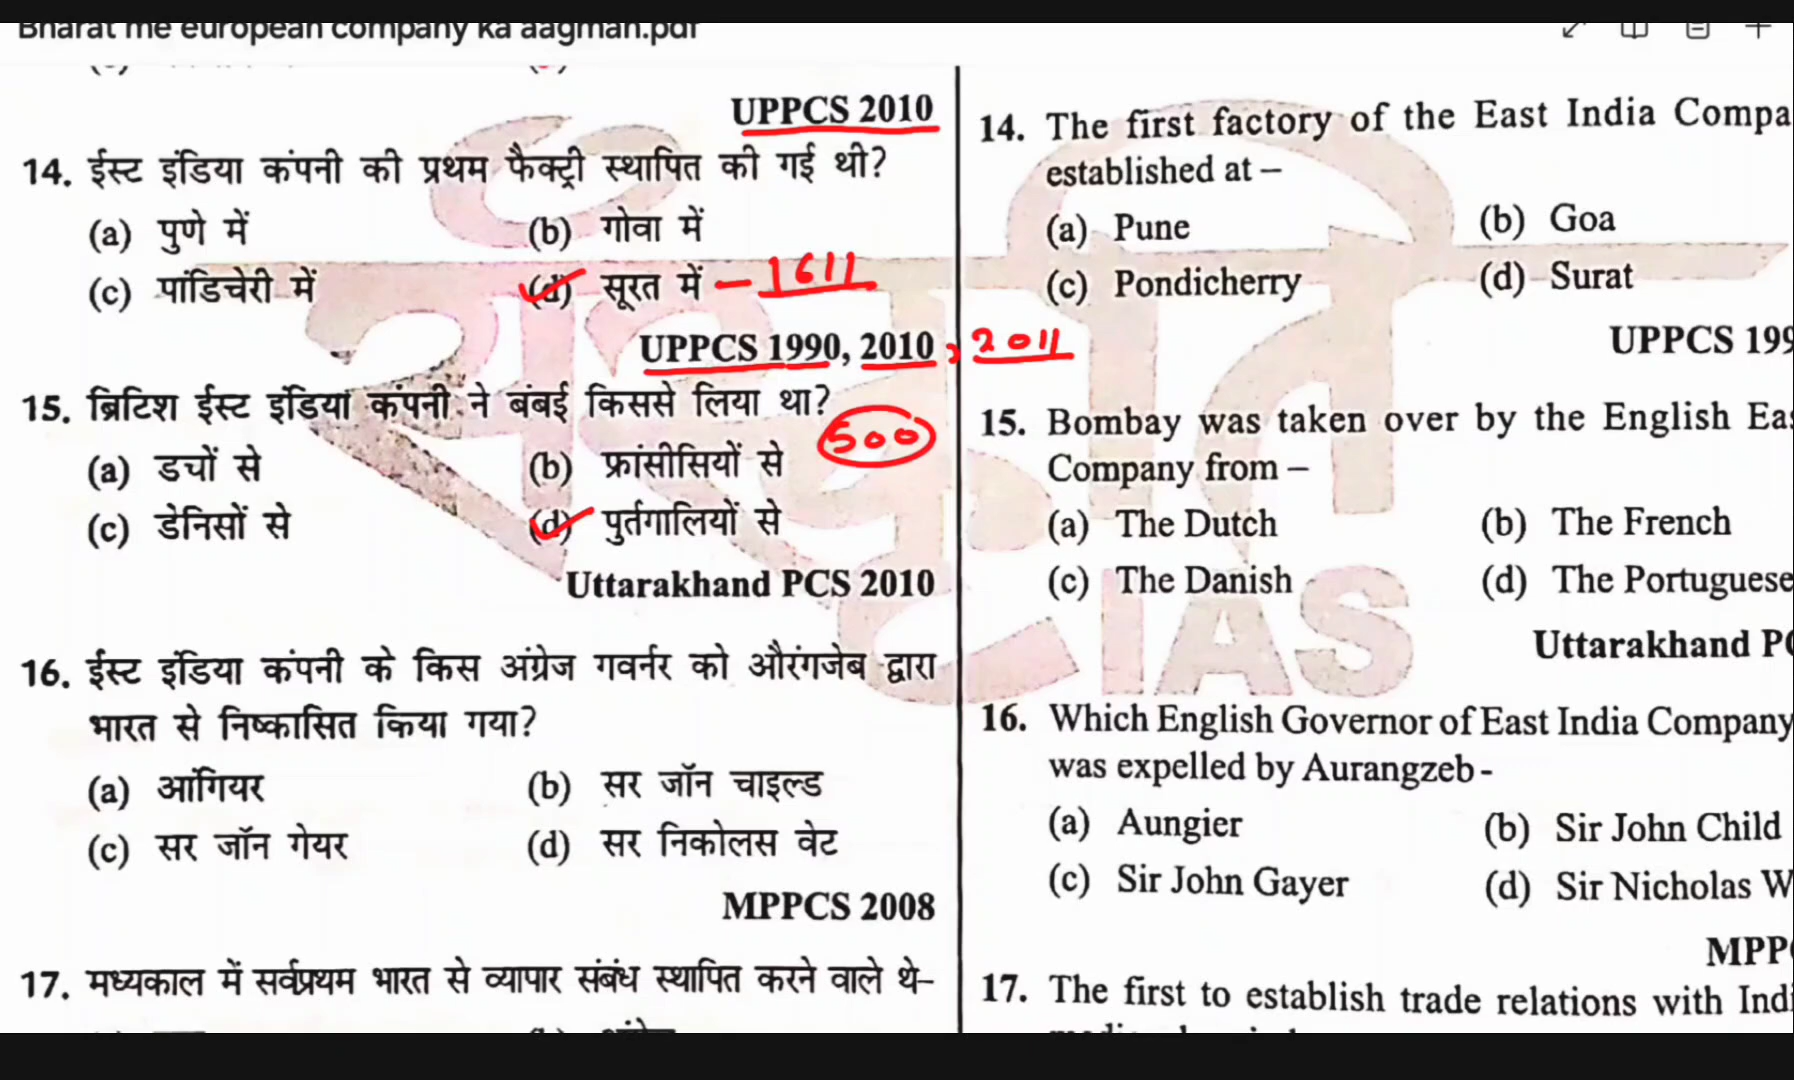 Bharat me european company ka aagman.pdf
UPPCS 2010
14. ईस्ट इंडिया कंपनी की प्रथम फैक्ट्री स्थापित की गई थी?
(a) पुणे में (b) गोवा में
(c) पांडिचेरी में (d) सूरत में – 1611
UPPCS 1990, 2010, 2011
15. ब्रिटिश ईस्ट इंडिया कंपनी ने बंबई किससे लिया था?
500
(a) डचों से (b) फ्रांसीसियों से
(c) डेनिसों से (d) पुर्तगालियों से
Uttarakhand PCS 2010
16. ईस्ट इंडिया कंपनी के किस अंग्रेज गवर्नर को औरंगजेब द्वारा
भारत से निष्कासित किया गया?
(a) आंगियर (b) सर जॉन चाइल्ड
(c) सर जॉन गेयर (d) सर निकोलस वेट
MPPCS 2008
17. मध्यकाल में सर्वप्रथम भारत से व्यापार संबंध स्थापित करने वाले थे–
14. The first factory of the East India Compa
established at –
(a) Pune (b) Goa
(c) Pondicherry (d) Surat
UPPCS 199
15. Bombay was taken over by the English Eas
Company from –
(a) The Dutch (b) The French
(c) The Danish (d) The Portuguese
Uttarakhand PC
16. Which English Governor of East India Company
was expelled by Aurangzeb-
(a) Aungier (b) Sir John Child
(c) Sir John Gayer (d) Sir Nicholas W
MPPC
17. The first to establish trade relations with Indi
संस्कृति
IAS